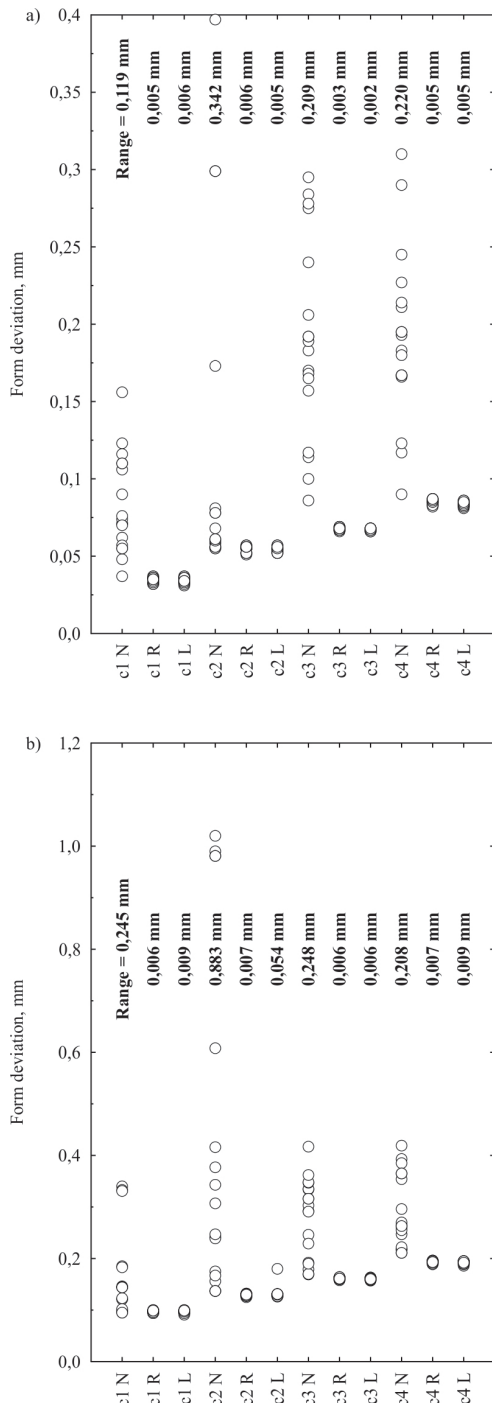 a)
0,4
0,35
0,3
0,25
0,2
0,15
0,1
0,05
0,0
Form deviation, mm
Range = 0,119 mm
0,005 mm
0,006 mm
0,342 mm
0,006 mm
0,005 mm
0,209 mm
0,003 mm
0,002 mm
0,220 mm
0,005 mm
0,005 mm
c1 N
c1 R
c1 L
c2 N
c2 R
c2 L
c3 N
c3 R
c3 L
c4 N
c4 R
c4 L
b)
1,2
1,0
0,8
0,6
0,4
0,2
0,0
Form deviation, mm
Range = 0,245 mm
0,006 mm
0,009 mm
0,883 mm
0,007 mm
0,054 mm
0,248 mm
0,006 mm
0,006 mm
0,208 mm
0,007 mm
0,009 mm
c1 N
c1 R
c1 L
c2 N
c2 R
c2 L
c3 N
c3 R
c3 L
c4 N
c4 R
c4 L